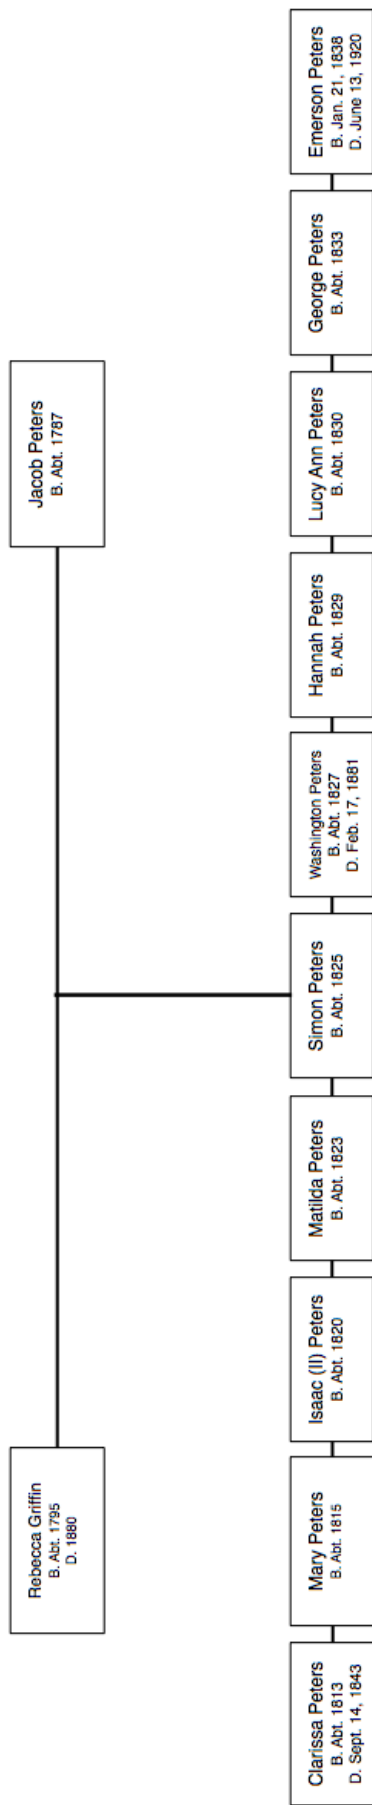 Rebecca Griffin
B. Abt. 1795
D. 1880
Jacob Peters
B. Abt. 1787
Clarissa Peters
B. Abt. 1813
D. Sept. 14, 1843
Mary Peters
B. Abt. 1815
Isaac (II) Peters
B. Abt. 1820
Matilda Peters
B. Abt. 1823
Simon Peters
B. Abt. 1825
Washington Peters
B. Abt. 1827
D. Feb. 17, 1881
Hannah Peters
B. Abt. 1829
Lucy Ann Peters
B. Abt. 1830
George Peters
B. Abt. 1833
Emerson Peters
B. Jan. 21, 1838
D. June 13, 1920